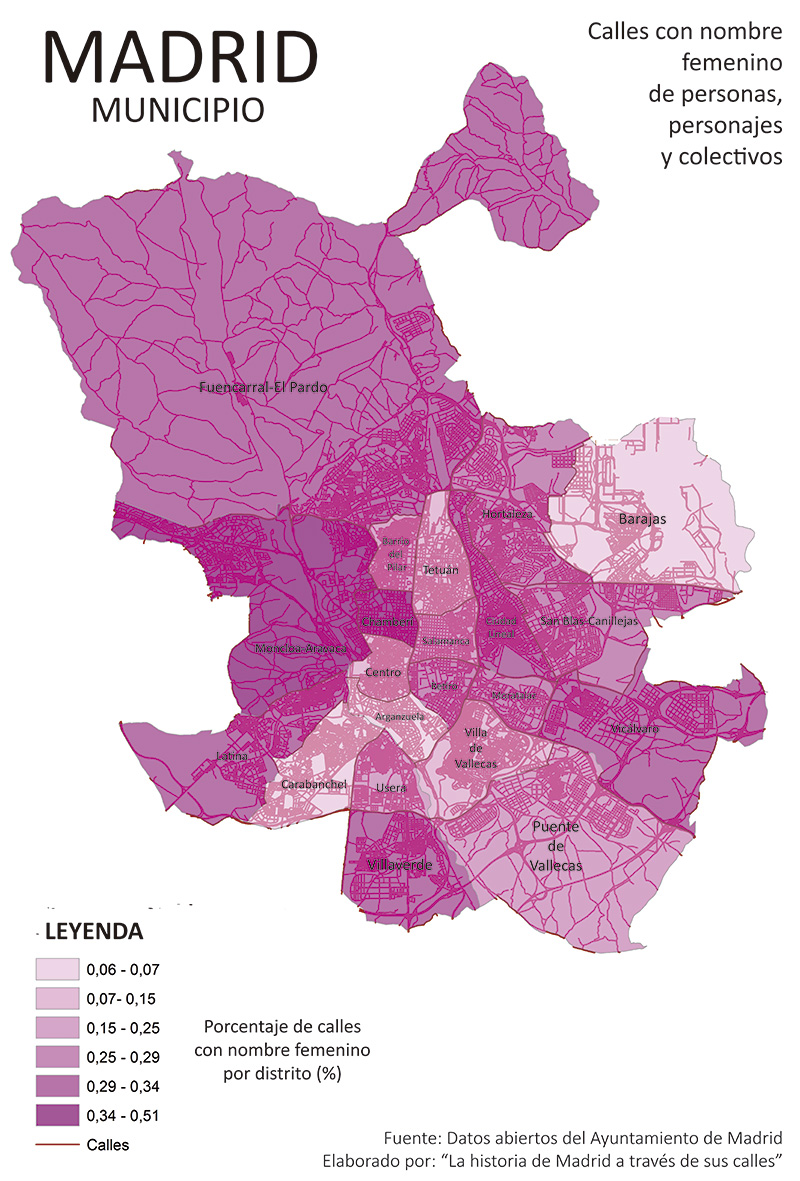 MADRID
MUNICIPIO
Calles con nombre
femenino
de personas,
personajes
y colectivos
Fuencarral-El Pardo
Hortaleza
Barajas
Barrio
del
Pilar
Tetuán
Chamberí
Ciudad
Lineal
San Blas-Canillejas
Salamanca
Moncloa-Aravaca
Centro
Retiro
Moratalaz
Arganzuela
Vicálvaro
Villa
de
Vallecas
Latina
Carabanchel
Usera
Puente
de
Vallecas
Villaverde
LEYENDA
0,06 - 0,07
0,07- 0,15
0,15 - 0,25
0,25 - 0,29
0,29 - 0,34
0,34 - 0,51
Calles
Porcentaje de calles
con nombre femenino
por distrito (%)
Fuente: Datos abiertos del Ayuntamiento de Madrid
Elaborado por: “La historia de Madrid a través de sus calles”